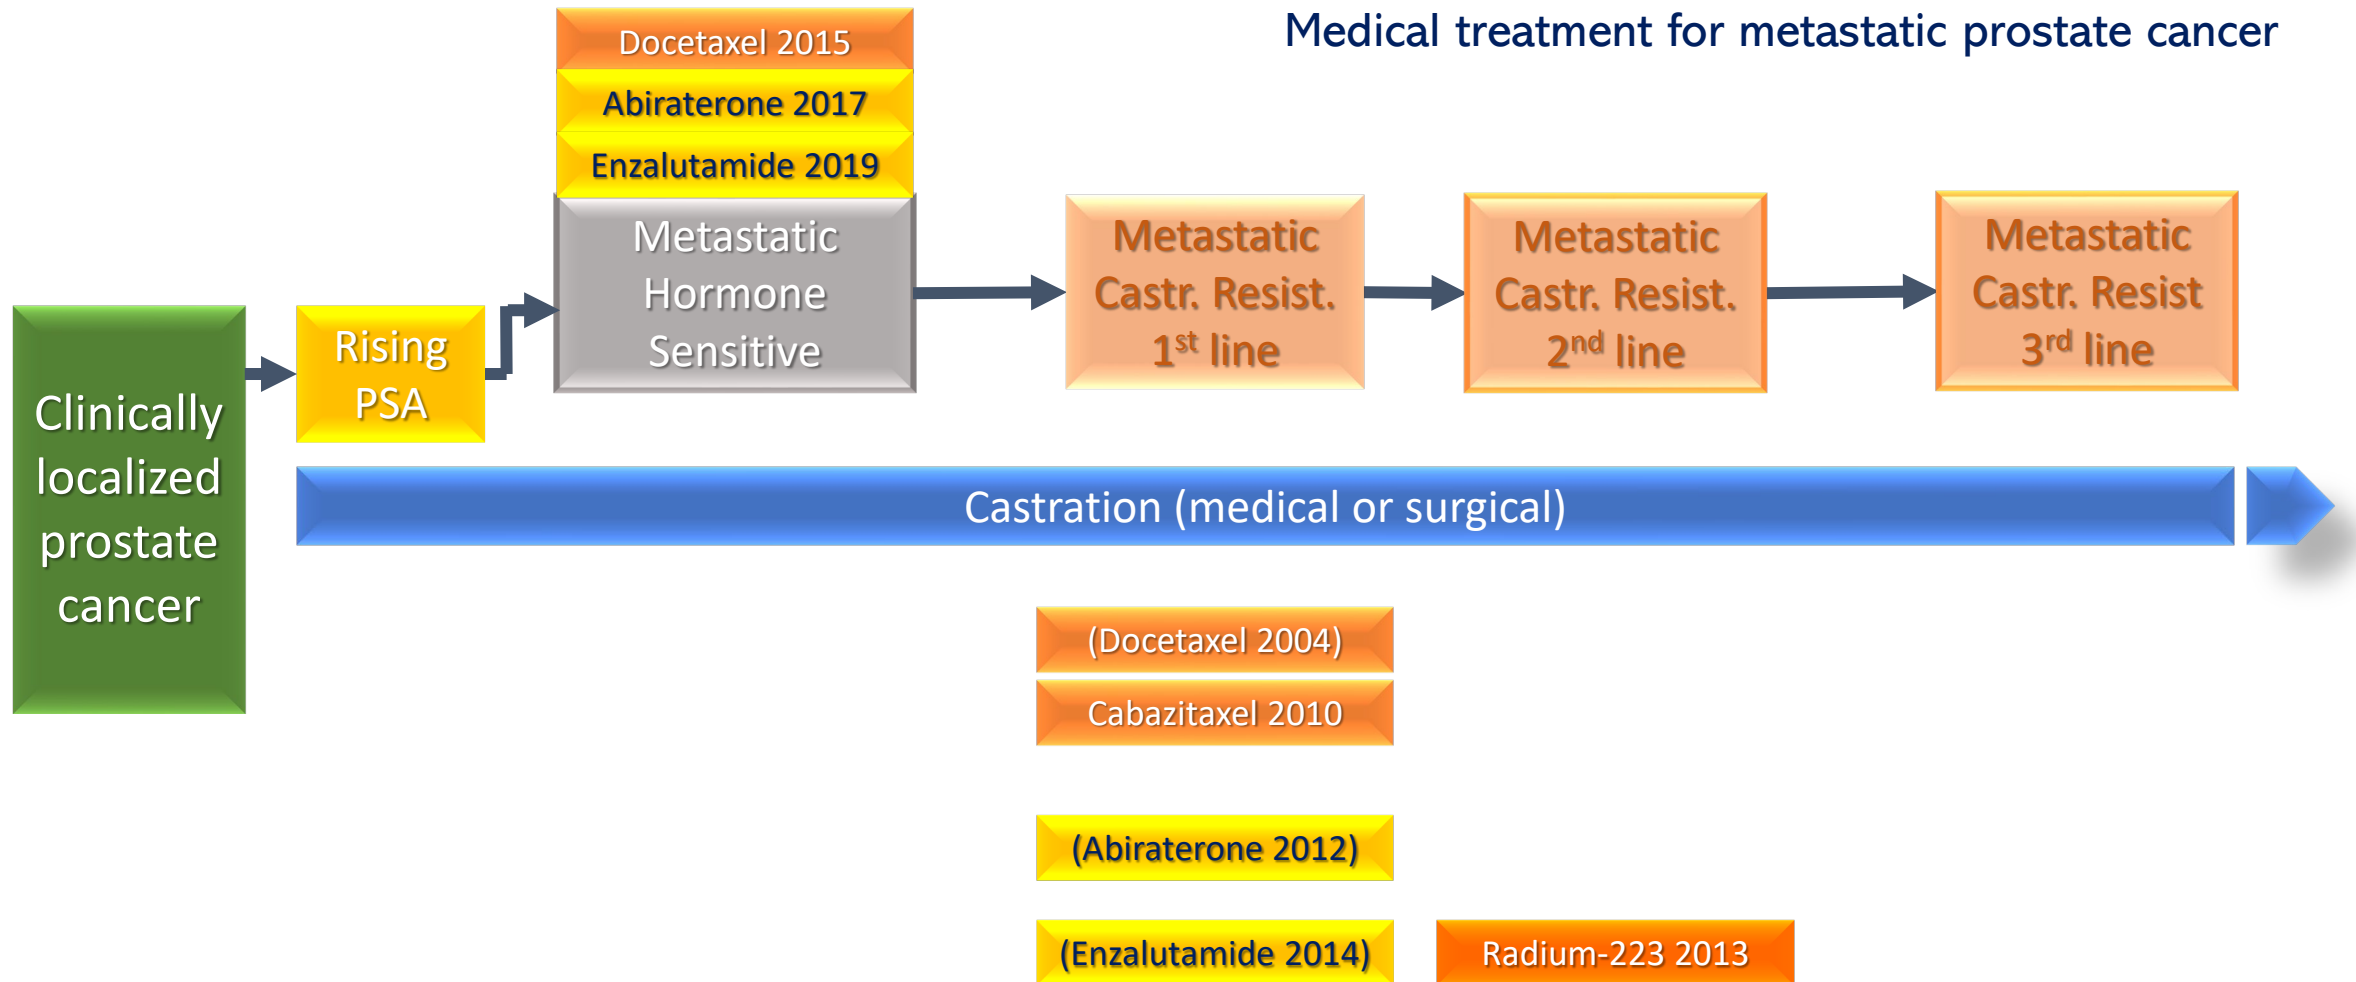 Medical treatment for metastatic prostate cancer
Docetaxel 2015
Abiraterone 2017
Enzalutamide 2019
Metastatic
Hormone
Sensitive
Metastatic
Castr. Resist.
1st line
Metastatic
Castr. Resist.
2nd line
Metastatic
Castr. Resist
3rd line
Rising
PSA
Clinically
localized
prostate
cancer
Castration (medical or surgical)
(Docetaxel 2004)
Cabazitaxel 2010
(Abiraterone 2012)
(Enzalutamide 2014)
Radium-223 2013